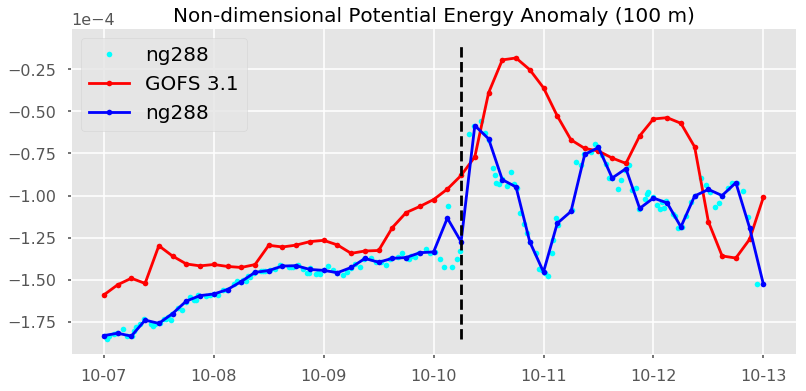 Non-dimensional Potential Energy Anomaly (100 m)
1e−4
ng288
GOFS 3.1
ng288
−0.25
−0.50
−0.75
−1.00
−1.25
−1.50
−1.75
10-07 10-08 10-09 10-10 10-11 10-12 10-13